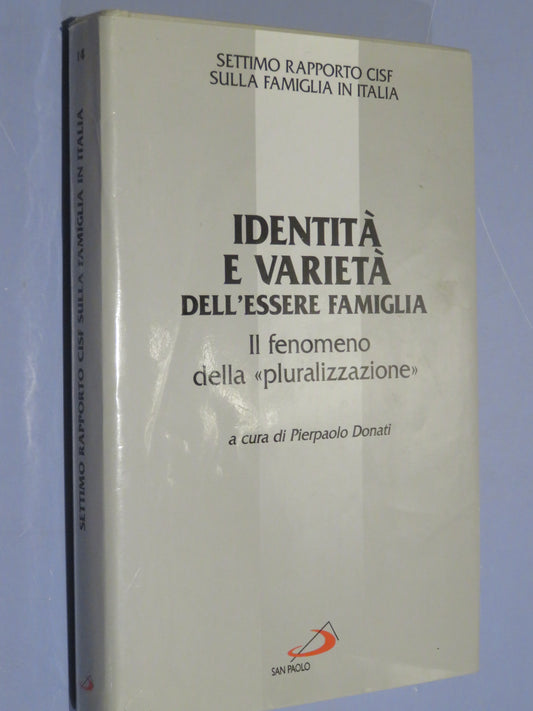 SETTIMO RAPPORTO CISF
SULLA FAMIGLIA IN ITALIA
IDENTITÀ
E VARIETÀ
DELL'ESSERE FAMIGLIA
Il fenomeno
della «pluralizzazione»
a cura di Pierpaolo Donati
SAN PAOLO
14
SETTIMO RAPPORTO CISF SULLA FAMIGLIA IN ITALIA